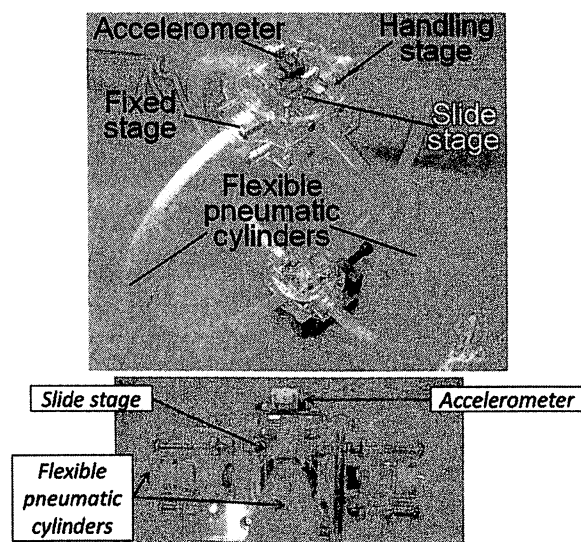 Accelerometer
Handling
stage
Fixed
stage
Slide
stage
Flexible
pneumatic
cylinders
Slide stage
Accelerometer
Flexible
pneumatic
cylinders